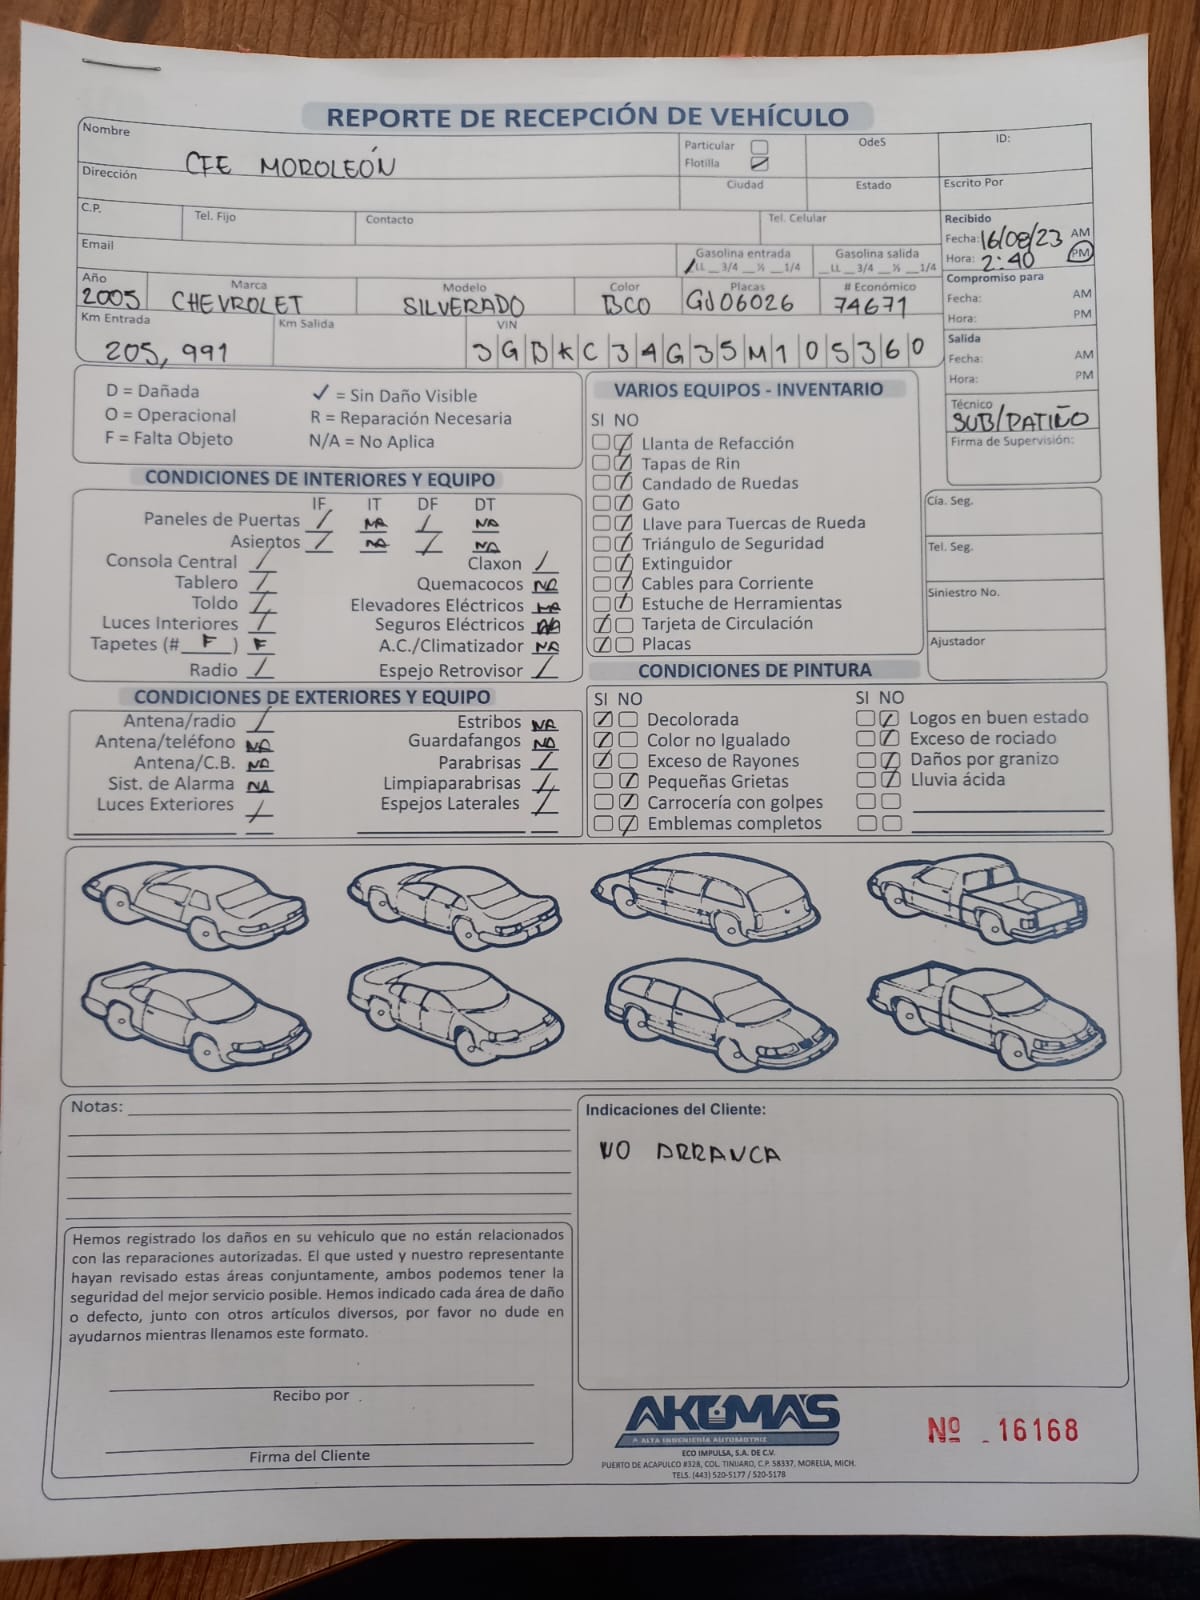 REPORTE DE RECEPCIÓN DE VEHÍCULO
Nombre CFE MOROLEÓN
Particular
Flotilla
OdeS
ID:
Dirección
Ciudad
Estado
Escrito Por
C.P.
Tel. Fijo
Contacto
Tel. Celular
Recibido
Fecha: 16/08/23 AM
Hora: 2:40 PM
Email
Gasolina entrada
LL __3/4 __½ __1/4
Gasolina salida
__LL __3/4 __½ __1/4
Año 2005
Marca CHEVROLET
Modelo SILVERADO
Color BCO
Placas GJ06026
# Económico 74671
Compromiso para
Fecha: AM
Hora: PM
Km Entrada 205,991
Km Salida
VIN 3GBKC34G35M105360
Salida
Fecha: AM
Hora: PM
Técnico
SUB/PATIÑO
Firma de Supervisión:
D = Dañada ✓ = Sin Daño Visible
O = Operacional R = Reparación Necesaria
F = Falta Objeto N/A = No Aplica
CONDICIONES DE INTERIORES Y EQUIPO
IF IT DF DT
Paneles de Puertas / NA / NA
Asientos / NA / NA
Consola Central / Claxon /
Tablero / Quemacocos NA
Toldo / Elevadores Eléctricos NA
Luces Interiores / Seguros Eléctricos NA
Tapetes (# F ) F A.C./Climatizador NA
Radio / Espejo Retrovisor /
CONDICIONES DE EXTERIORES Y EQUIPO
Antena/radio / Estribos NA
Antena/teléfono NA Guardafangos NA
Antena/C.B. NA Parabrisas /
Sist. de Alarma NA Limpiaparabrisas /
Luces Exteriores / Espejos Laterales /
VARIOS EQUIPOS - INVENTARIO
SI NO
Llanta de Refacción
Tapas de Rin
Candado de Ruedas
Gato
Llave para Tuercas de Rueda
Triángulo de Seguridad
Extinguidor
Cables para Corriente
Estuche de Herramientas
Tarjeta de Circulación
Placas
Cía. Seg.
Tel. Seg.
Siniestro No.
Ajustador
CONDICIONES DE PINTURA
SI NO SI NO
Decolorada Logos en buen estado
Color no Igualado Exceso de rociado
Exceso de Rayones Daños por granizo
Pequeñas Grietas Lluvia ácida
Carrocería con golpes
Emblemas completos
Notas:
Indicaciones del Cliente:
NO ARRANCA
Hemos registrado los daños en su vehiculo que no están relacionados
con las reparaciones autorizadas. El que usted y nuestro representante
hayan revisado estas áreas conjuntamente, ambos podemos tener la
seguridad del mejor servicio posible. Hemos indicado cada área de daño
o defecto, junto con otros artículos diversos, por favor no dude en
ayudarnos mientras llenamos este formato.
Recibo por
Firma del Cliente
AKUMA'S
ALTA INGENIERÍA AUTOMOTRIZ
ECO IMPULSA, S.A. DE C.V.
PUERTO DE ACAPULCO #328, COL. TINIJARO, C.P. 58337, MORELIA, MICH.
TELS. (443) 520-5177 / 520-5178
Nº 16168